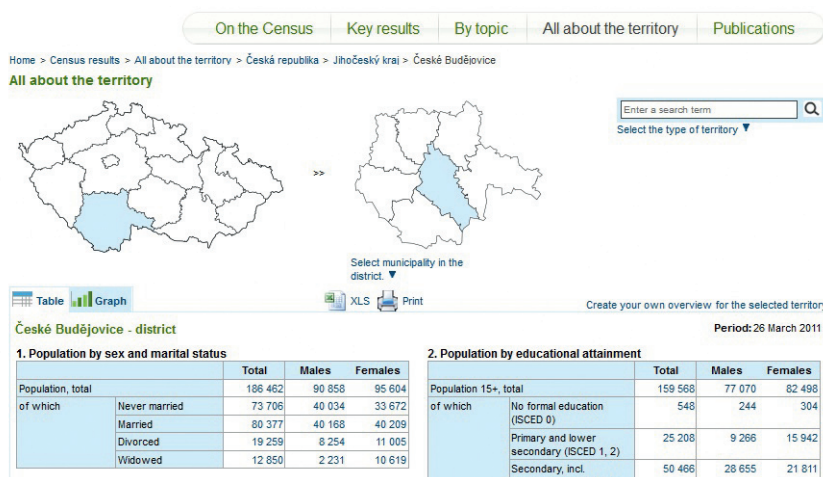 On the Census Key results By topic All about the territory Publications
Home > Census results > All about the territory > Česká republika > Jihočeský kraj > České Budějovice
All about the territory
Enter a search term
Select the type of territory ▼
>>
Select municipality in the
district. ▼
Table Graph XLS Print
Create your own overview for the selected territory
České Budějovice - district
Period: 26 March 2011
1. Population by sex and marital status
Total Males Females
Population, total 186 462 90 858 95 604
of which Never married 73 706 40 034 33 672
Married 80 377 40 168 40 209
Divorced 19 259 8 254 11 005
Widowed 12 850 2 231 10 619
2. Population by educational attainment
Total Males Females
Population 15+, total 159 568 77 070 82 498
of which No formal education 548 244 304
(ISCED 0)
Primary and lower 25 208 9 266 15 942
secondary (ISCED 1, 2)
Secondary, incl. 50 466 28 655 21 811